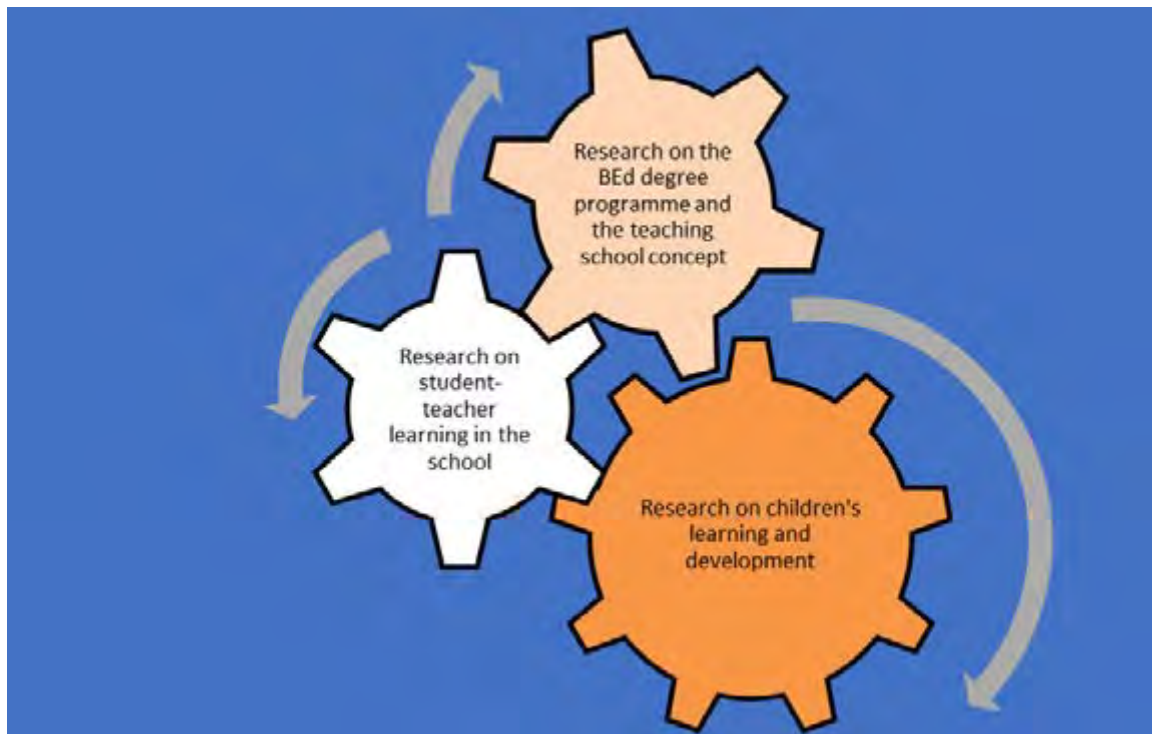 Research on the
BEd degree
programme and
the teaching
school concept
Research on
student-
teacher
learning in the
school
Research on children's
learning and
development